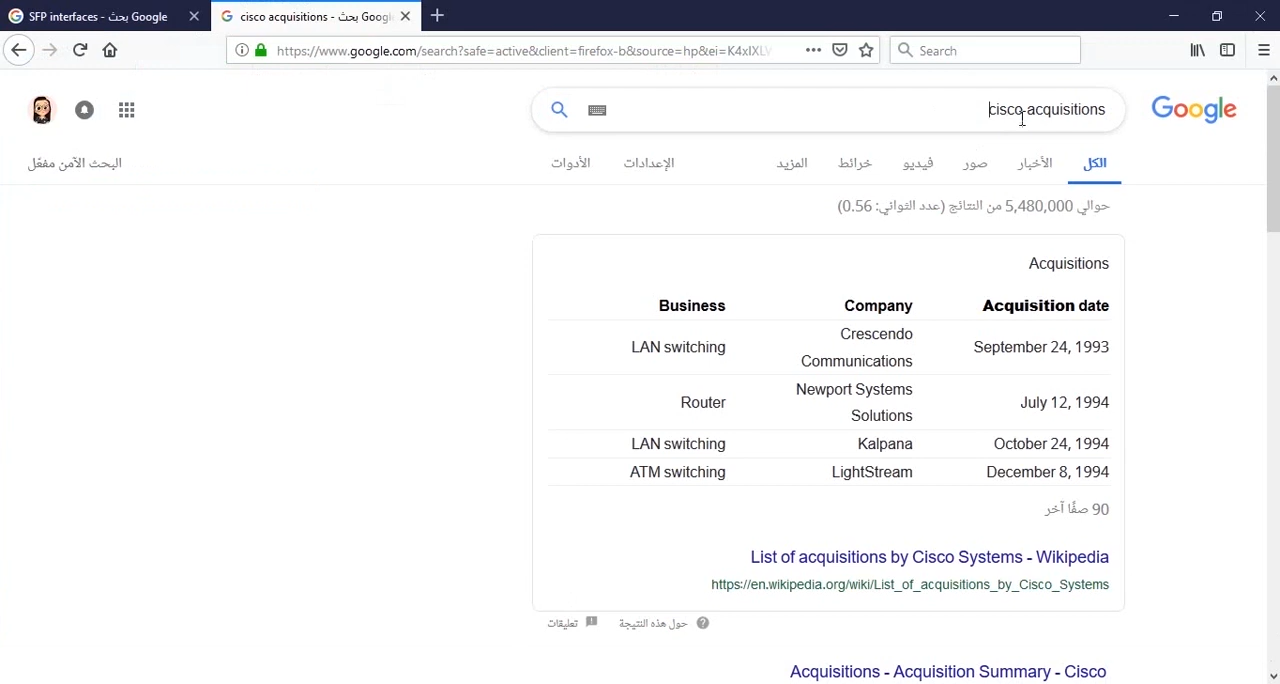 SFP interfaces - بحث Google
cisco acquisitions - بحث Googl
https://www.google.com/search?safe=active&client=firefox-b&source=hp&ei=K4xIXLV
Search
cisco acquisitions
Google
الكل
الأخبار
صور
فيديو
خرائط
المزيد
الإعدادات
الأدوات
البحث الآمن مفعّل
حوالي 5,480,000 من النتائج (عدد الثواني: 0.56)
Acquisitions
Business Company Acquisition date
LAN switching Crescendo Communications September 24, 1993
Router Newport Systems Solutions July 12, 1994
LAN switching Kalpana October 24, 1994
ATM switching LightStream December 8, 1994
90 صفًا آخر
List of acquisitions by Cisco Systems - Wikipedia
https://en.wikipedia.org/wiki/List_of_acquisitions_by_Cisco_Systems
حول هذه النتيجة
تعليقات
Acquisitions - Acquisition Summary - Cisco